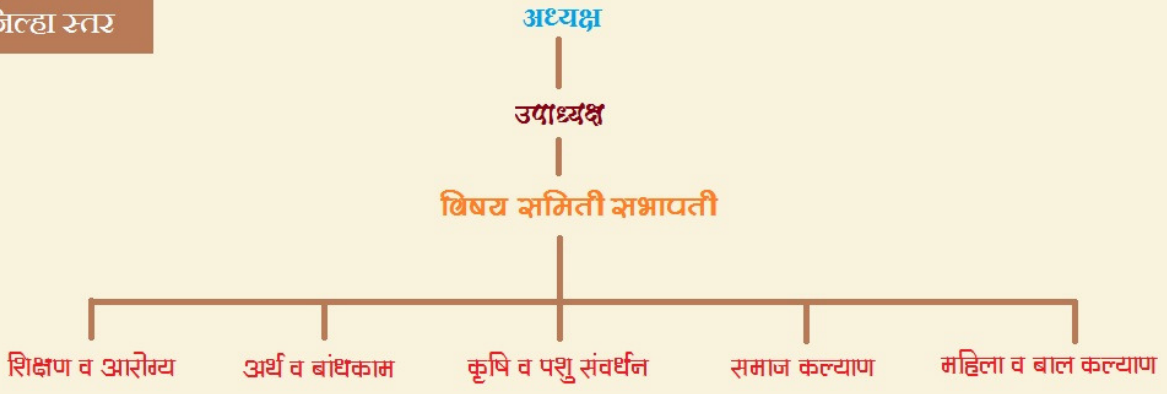 जिल्हा स्तर
अध्यक्ष
उपाध्यक्ष
विषय समिती सभापती
शिक्षण व आरोग्य
अर्थ व बांधकाम
कृषि व पशु संवर्धन
समाज कल्याण
महिला व बाल कल्याण